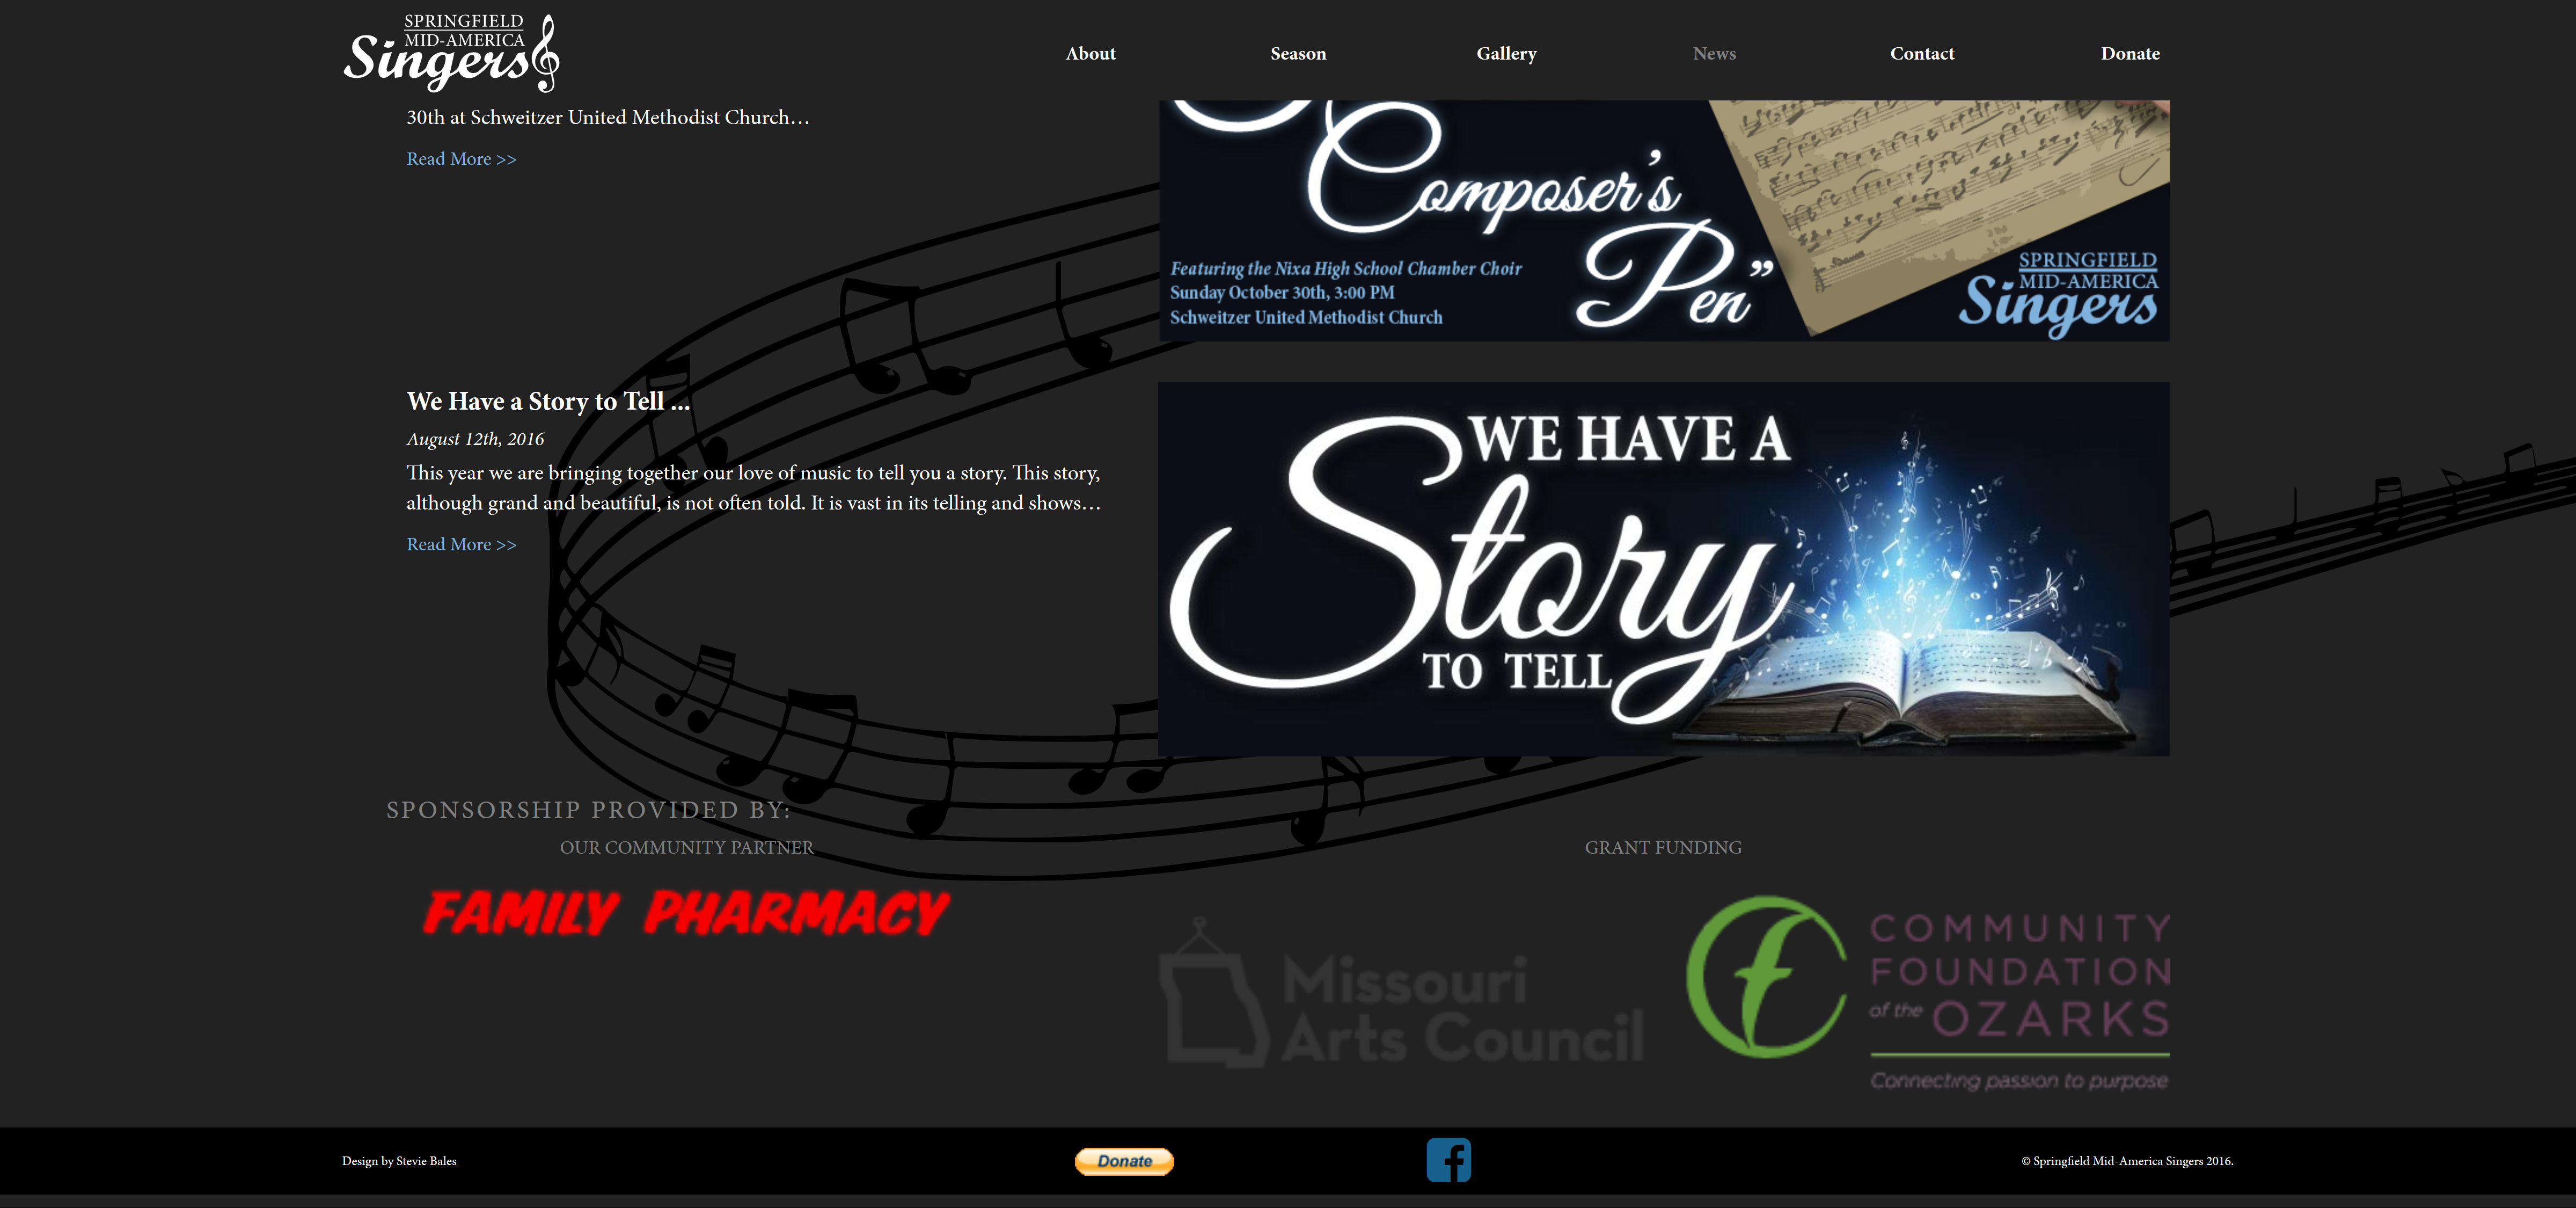 SPRINGFIELD
MID-AMERICA
Singers
About
Season
Gallery
News
Contact
Donate
30th at Schweitzer United Methodist Church…
Read More >>
Composer's
Pen”
Featuring the Nixa High School Chamber Choir
Sunday October 30th, 3:00 PM
Schweitzer United Methodist Church
SPRINGFIELD
MID-AMERICA
Singers
We Have a Story to Tell ...
August 12th, 2016
This year we are bringing together our love of music to tell you a story. This story,
although grand and beautiful, is not often told. It is vast in its telling and shows…
Read More >>
WE HAVE A
Story
TO TELL
SPONSORSHIP PROVIDED BY:
OUR COMMUNITY PARTNER
FAMILY PHARMACY
GRANT FUNDING
Missouri
Arts Council
COMMUNITY
FOUNDATION
of the OZARKS
Connecting passion to purpose
Design by Stevie Bales
Donate
© Springfield Mid-America Singers 2016.